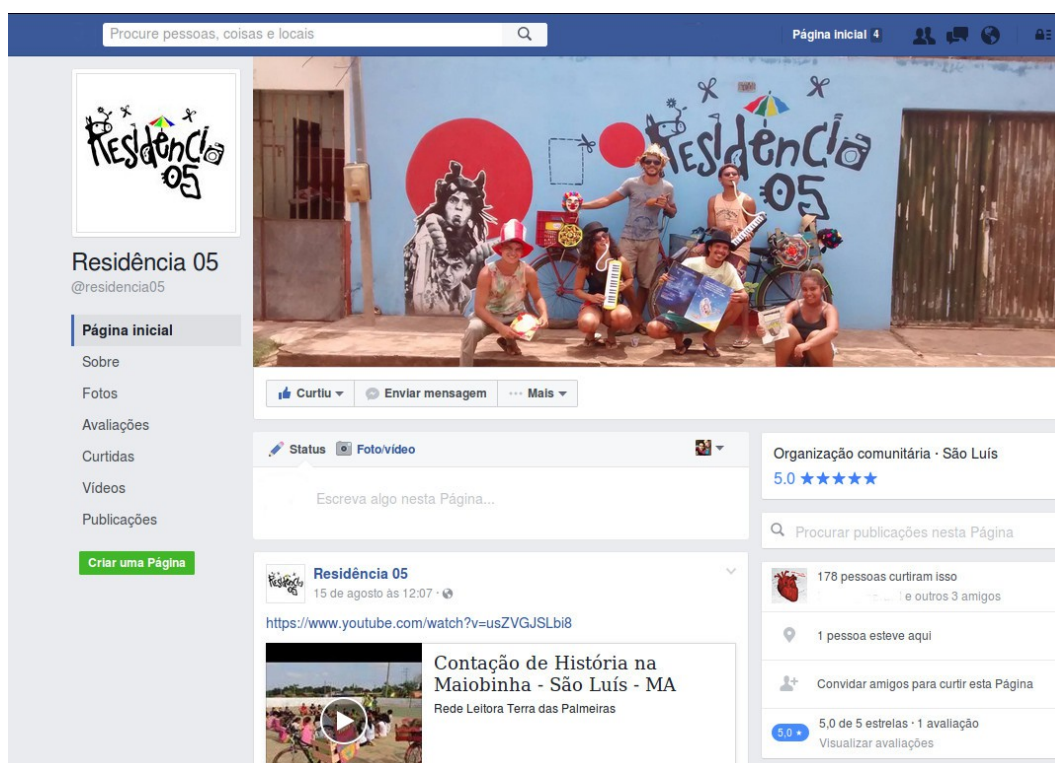 Procure pessoas, coisas e locais
Página inicial 4
RESIDÊNCIA
05
RESIDÊNCIA
05
Residência 05
@residencia05
Página inicial
Sobre
Fotos
Avaliações
Curtidas
Vídeos
Publicações
Criar uma Página
Curtiu
Enviar mensagem
Mais
Status
Foto/vídeo
Escreva algo nesta Página...
RESIDÊNCIA
Residência 05
15 de agosto às 12:07
https://www.youtube.com/watch?v=usZVGJSLbi8
Contação de História na
Maiobinha - São Luís - MA
Rede Leitora Terra das Palmeiras
Organização comunitária · São Luís
5.0 ★★★★★
Procurar publicações nesta Página
178 pessoas curtiram isso
e outros 3 amigos
1 pessoa esteve aqui
Convidar amigos para curtir esta Página
5,0 ★
5,0 de 5 estrelas · 1 avaliação
Visualizar avaliações